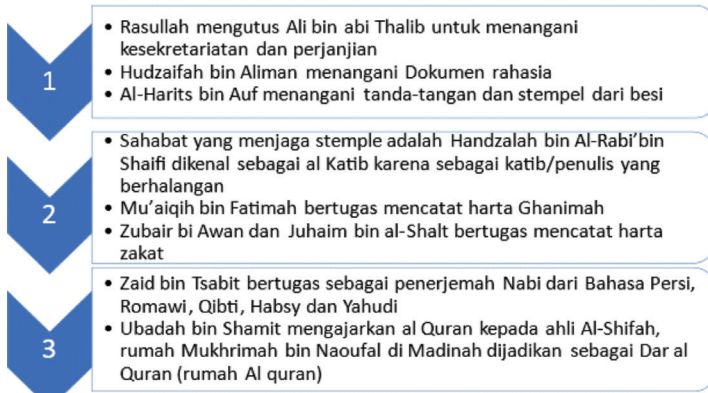 1
• Rasullah mengutus Ali bin abi Thalib untuk menangani
kesekretariatan dan perjanjian
• Hudzaifah bin Aliman menangani Dokumen rahasia
• Al-Harits bin Auf menangani tanda-tangan dan stempel dari besi
2
• Sahabat yang menjaga stemple adalah Handzalah bin Al-Rabi’bin
Shaifi dikenal sebagai al Katib karena sebagai katib/penulis yang
berhalangan
• Mu’aiqih bin Fatimah bertugas mencatat harta Ghanimah
• Zubair bi Awan dan Juhaim bin al-Shalt bertugas mencatat harta
zakat
3
• Zaid bin Tsabit bertugas sebagai penerjemah Nabi dari Bahasa Persi,
Romawi, Qibti, Habsy dan Yahudi
• Ubadah bin Shamit mengajarkan al Quran kepada ahli Al-Shifah,
rumah Mukhrimah bin Naoufal di Madinah dijadikan sebagai Dar al
Quran (rumah Al quran)